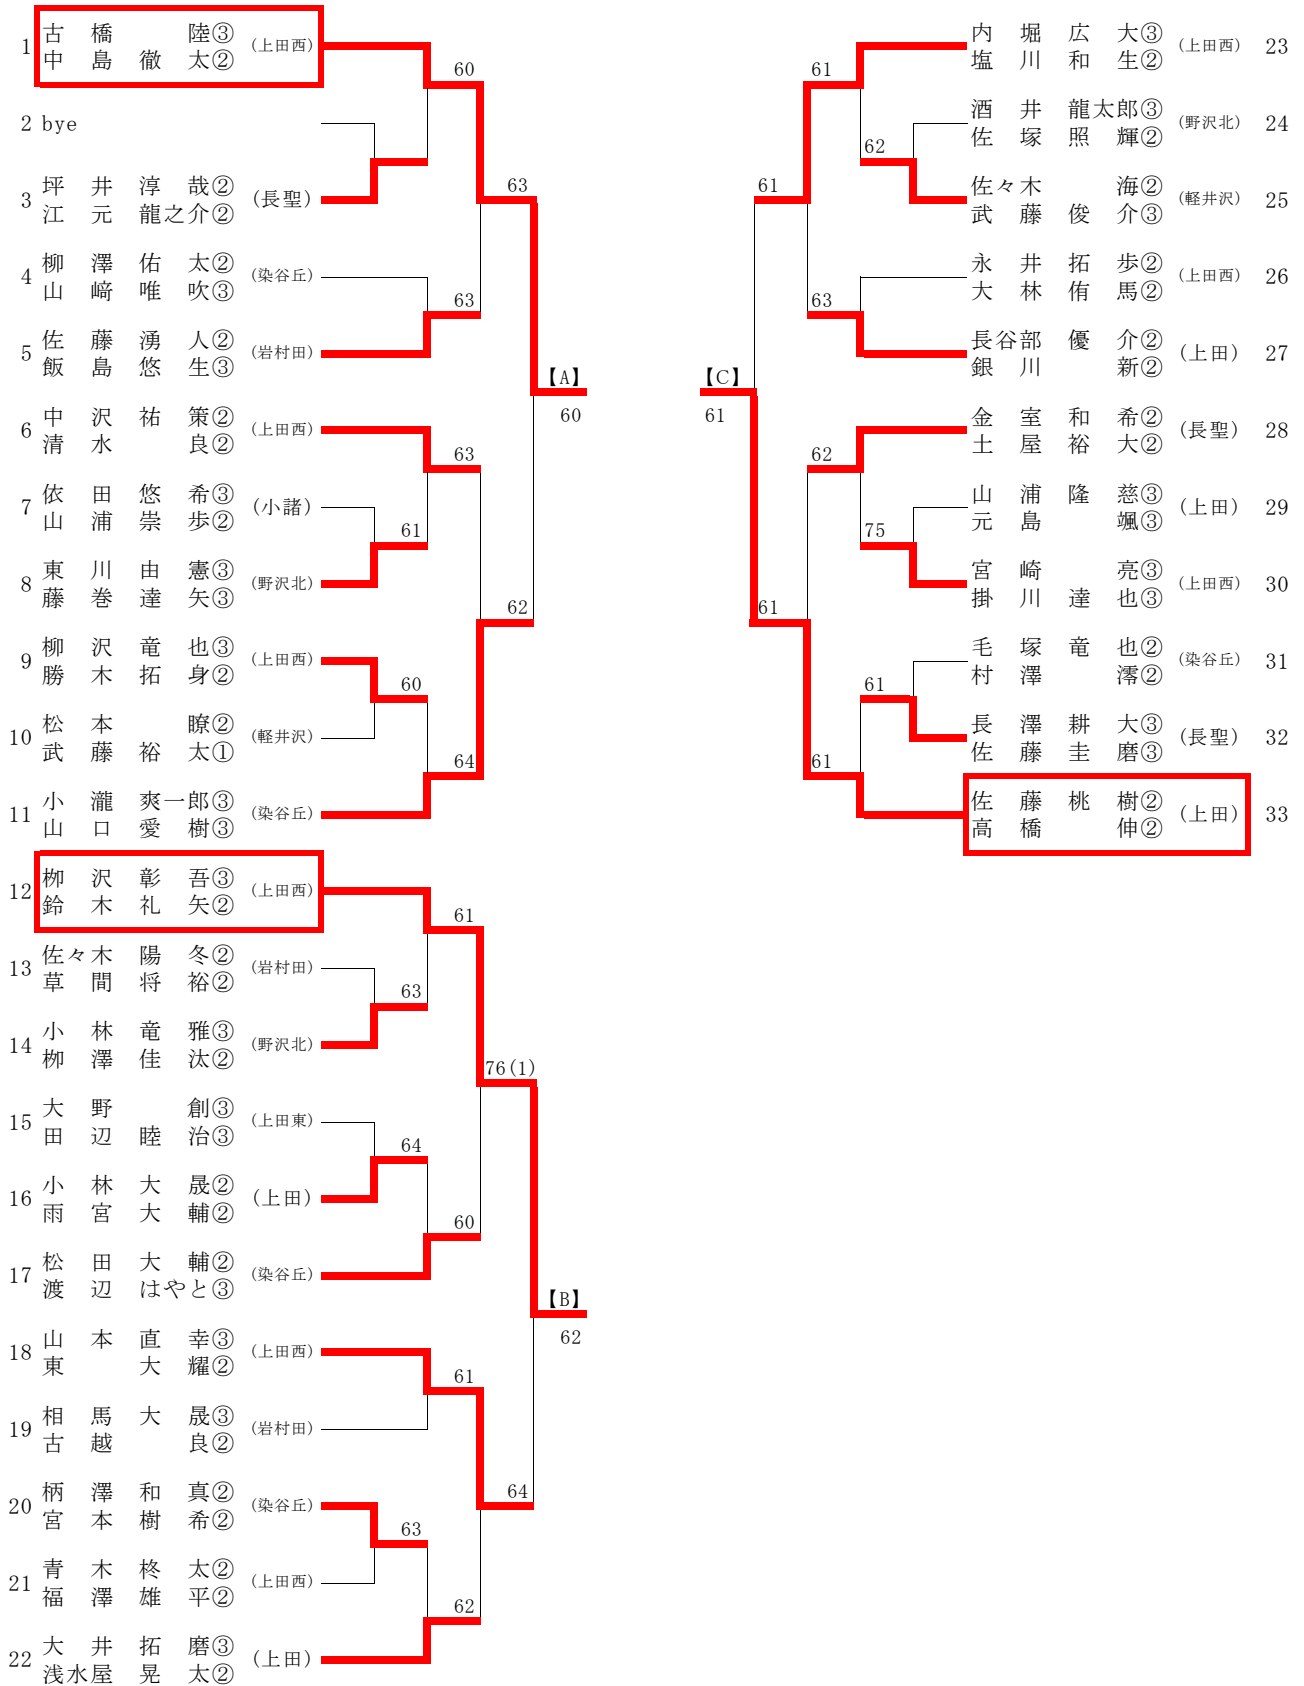 1 古橋 陸③ (上田西)
中島徹太②
2 bye
3 坪井淳哉② (長聖)
江元龍之介②
4 柳澤佑太② (染谷丘)
山﨑唯吹③
5 佐藤湧人② (岩村田)
飯島悠生③
6 中沢祐策② (上田西)
清水 良②
7 依田悠希③ (小諸)
山浦崇歩②
8 東川由憲③ (野沢北)
藤巻達矢③
9 柳沢竜也③ (上田西)
勝木拓身②
10 松本 瞭② (軽井沢)
武藤裕太①
11 小瀧爽一郎③ (染谷丘)
山口愛樹③
12 栁沢彰吾③ (上田西)
鈴木礼矢②
13 佐々木陽冬② (岩村田)
草間将裕②
14 小林竜雅③ (野沢北)
栁澤佳汰②
15 大野 創③ (上田東)
田辺睦治③
16 小林大晟② (上田)
雨宮大輔②
17 松田大輔② (染谷丘)
渡辺はやと③
18 山本直幸③ (上田西)
東 大耀②
19 相馬大晟③ (岩村田)
古越 良②
20 柄澤和真② (染谷丘)
宮本樹希②
21 青木柊太② (上田西)
福澤雄平②
22 大井拓磨③ (上田)
浅水屋晃太②
60
63
63
【A】
60
63
61
62
60
64
61
63
76(1)
64
60
【B】
62
61
64
63
62
内堀広大③ (上田西) 23
塩川和生②
酒井龍太郎③ (野沢北) 24
佐塚照輝②
佐々木 海② (軽井沢) 25
武藤俊介③
永井拓歩② (上田西) 26
大林侑馬②
長谷部優介② (上田) 27
銀川 新②
金室和希② (長聖) 28
土屋裕大②
山浦隆慈③ (上田) 29
元島 颯③
宮崎 亮③ (上田西) 30
掛川達也③
毛塚竜也② (染谷丘) 31
村澤 澪②
長澤耕大③ (長聖) 32
佐藤圭磨③
佐藤桃樹② (上田) 33
高橋 伸②
61
62
61
63
【C】
61
62
75
61
61
61